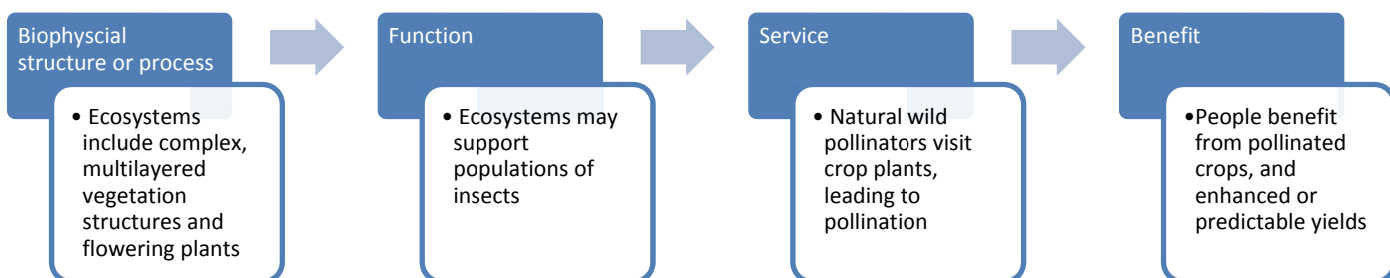 Biophyscial
structure or process
• Ecosystems
include complex,
multilayered
vegetation
structures and
flowering plants
Function
• Ecosystems may
support
populations of
insects
Service
• Natural wild
pollinators visit
crop plants,
leading to
pollination
Benefit
•People benefit
from pollinated
crops, and
enhanced or
predictable yields